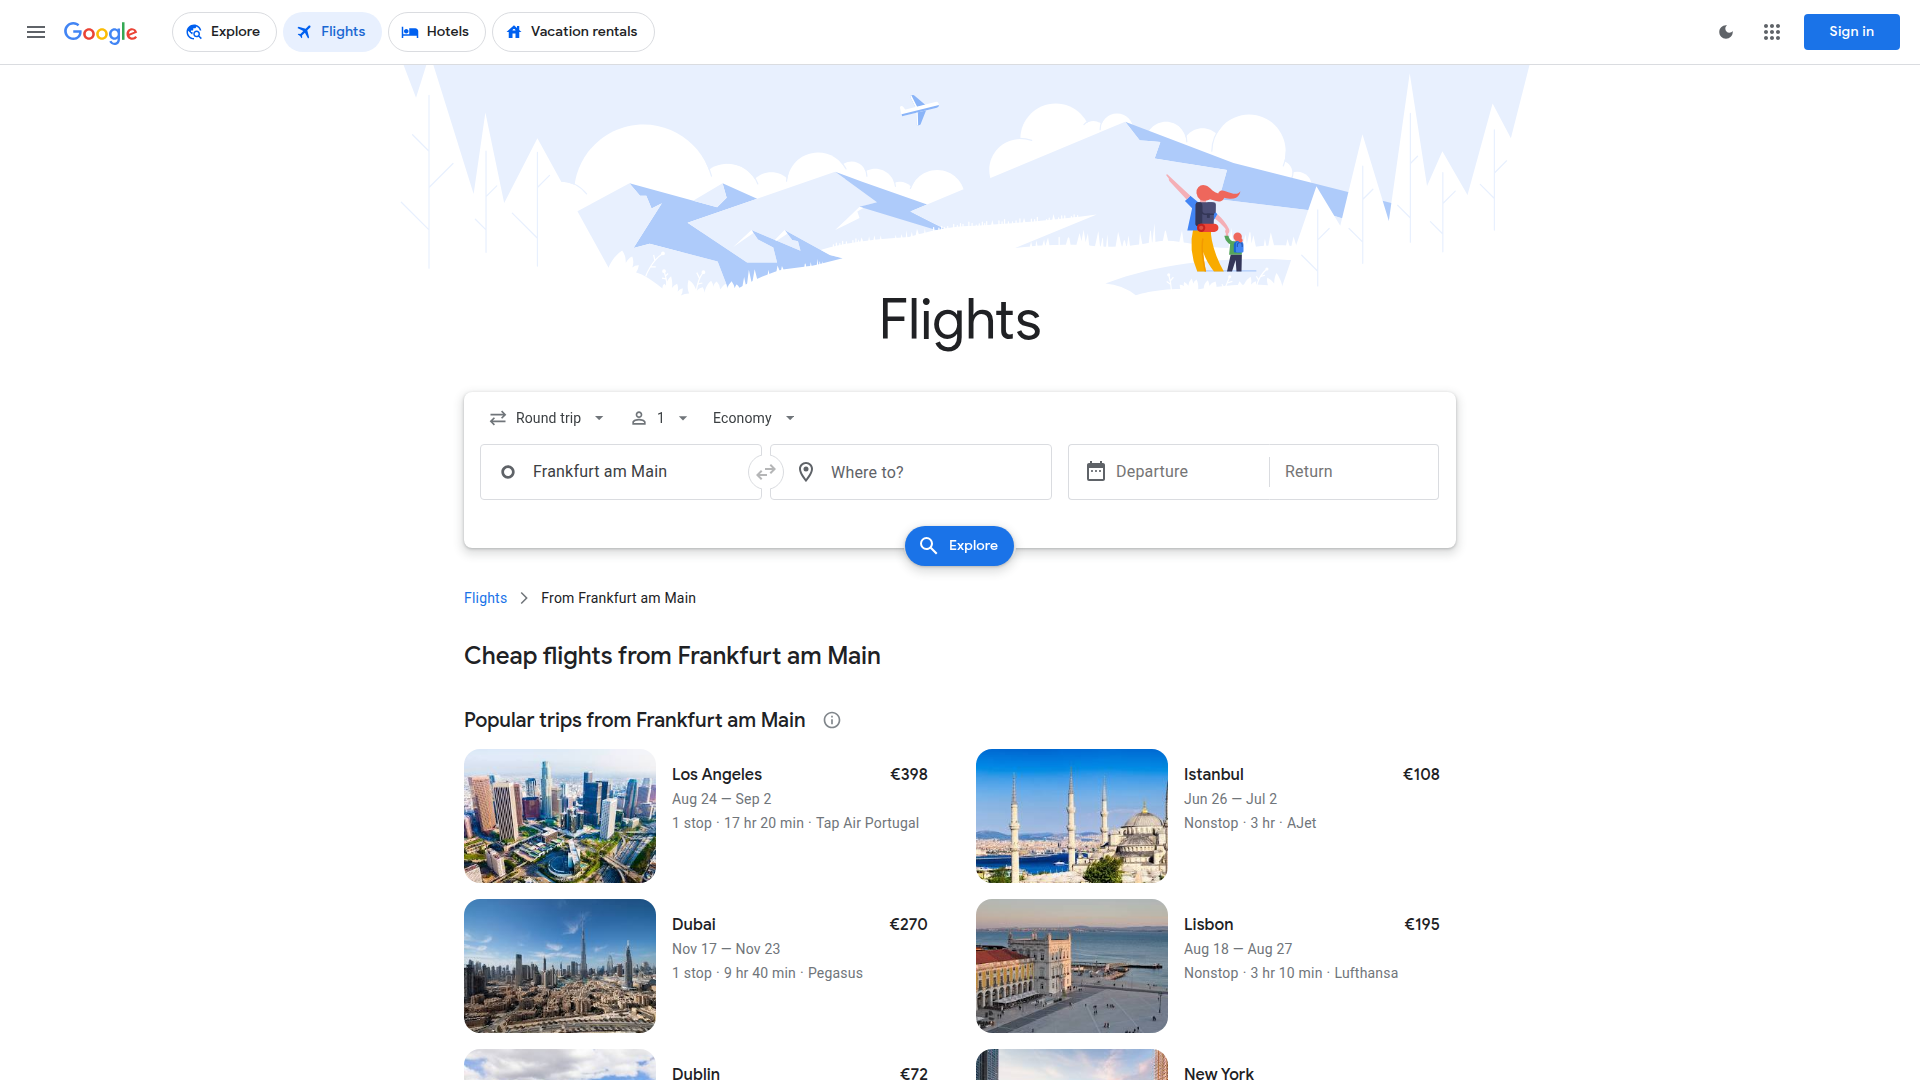 Google
Explore
Flights
Hotels
Vacation rentals
Sign in
Flights
Round trip
1
Economy
Frankfurt am Main
Where to?
Departure
Return
Explore
Flights
From Frankfurt am Main
Cheap flights from Frankfurt am Main
Popular trips from Frankfurt am Main
Los Angeles
€398
Aug 24 — Sep 2
1 stop · 17 hr 20 min · Tap Air Portugal
Istanbul
€108
Jun 26 — Jul 2
Nonstop · 3 hr · AJet
Dubai
€270
Nov 17 — Nov 23
1 stop · 9 hr 40 min · Pegasus
Lisbon
€195
Aug 18 — Aug 27
Nonstop · 3 hr 10 min · Lufthansa
Dublin
€72
New York